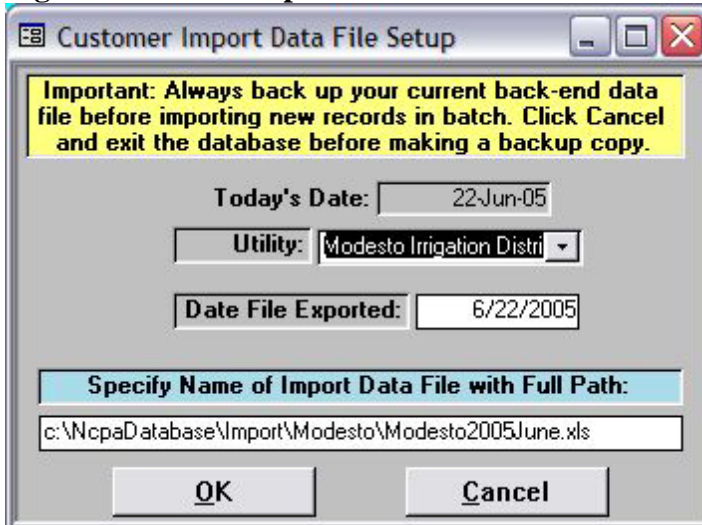 Customer Import Data File Setup
Important: Always back up your current back-end data
file before importing new records in batch. Click Cancel
and exit the database before making a backup copy.
Today's Date: 22-Jun-05
Utility: Modesto Irrigation Distri
Date File Exported: 6/22/2005
Specify Name of Import Data File with Full Path:
c:\NcpaDatabase\Import\Modesto\Modesto2005June.xls
OK Cancel